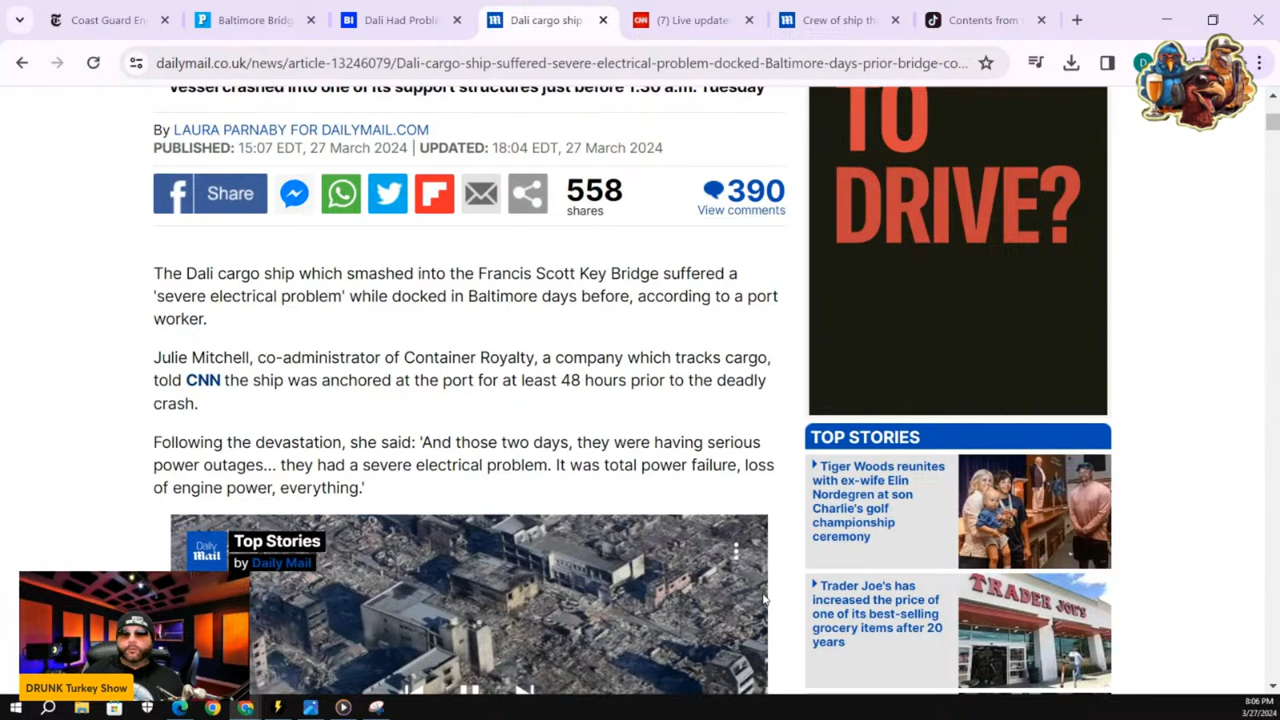 Coast Guard En
Baltimore Bridg
Dali Had Proble
Dali cargo ship
(7) Live update
Crew of ship th
Contents from
dailymail.co.uk/news/article-13246079/Dali-cargo-ship-suffered-severe-electrical-problem-docked-Baltimore-days-prior-bridge-co...
Vessel crashed into one of its support structures just before 1:30 a.m. Tuesday
By LAURA PARNABY FOR DAILYMAIL.COM
PUBLISHED: 15:07 EDT, 27 March 2024 | UPDATED: 18:04 EDT, 27 March 2024
Share
558
shares
390
View comments
The Dali cargo ship which smashed into the Francis Scott Key Bridge suffered a
'severe electrical problem' while docked in Baltimore days before, according to a port
worker.
Julie Mitchell, co-administrator of Container Royalty, a company which tracks cargo,
told CNN the ship was anchored at the port for at least 48 hours prior to the deadly
crash.
Following the devastation, she said: 'And those two days, they were having serious
power outages... they had a severe electrical problem. It was total power failure, loss
of engine power, everything.'
Daily Mail
Top Stories
by Daily Mail
TO
DRIVE?
TOP STORIES
Tiger Woods reunites
with ex-wife Elin
Nordegren at son
Charlie's golf
championship
ceremony
Trader Joe's has
increased the price of
one of its best-selling
grocery items after 20
years
TRADER JOE'S
DRUNK Turkey Show
8:06 PM
3/27/2024